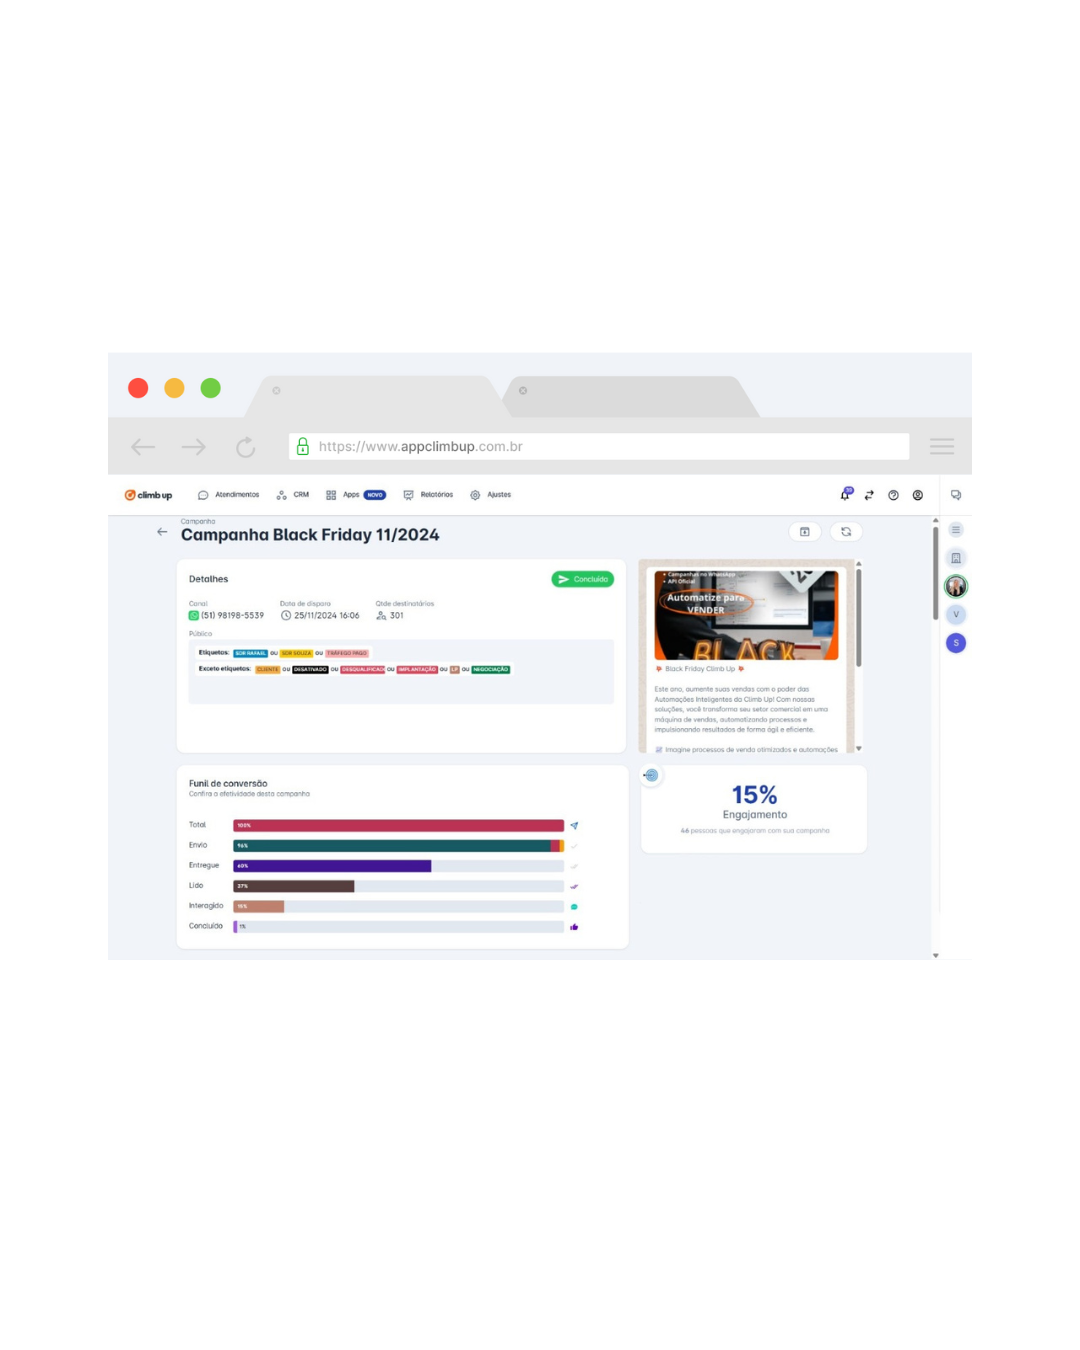 https://www.appclimbup.com.br
climb up
Atendimentos
CRM
Apps
NOVO
Relatórios
Ajustes
Campanha
Campanha Black Friday 11/2024
Detalhes
Concluído
Canal
Data de disparo
Qtde destinatários
(51) 98198-5539
25/11/2024 16:06
301
Público
Etiquetas: SDR RAFAEL OU SDR SOUZA OU TRÁFEGO PAGO
Exceto etiquetas: CLIENTE OU DESATIVADO OU DESQUALIFICADO OU IMPLANTAÇÃO OU LP OU NEGOCIAÇÃO
• Campanhas no WhatsApp
• API Oficial
Automatize para
VENDER
BLACK
Black Friday Climb Up
Este ano, aumente suas vendas com o poder das
Automações Inteligentes da Climb Up! Com nossas
soluções, você transforma seu setor comercial em uma
máquina de vendas, automatizando processos e
impulsionando resultados de forma ágil e eficiente.
Imagine processos de venda otimizados e automações
V
S
Funil de conversão
Confira a efetividade desta campanha
Total 100%
Envio 96%
Entregue 60%
Lido 37%
Interagido 15%
Concluído 1%
15%
Engajamento
46 pessoas que engajaram com sua campanha